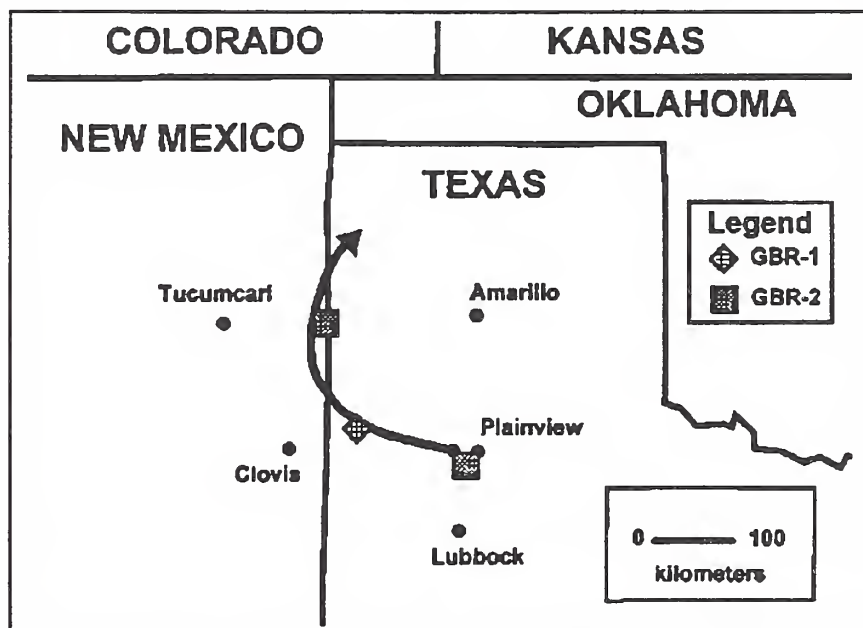 COLORADO
KANSAS
OKLAHOMA
NEW MEXICO
TEXAS
Legend
GBR-1
GBR-2
Tucumcari
Amarillo
Plainview
Clovis
Lubbock
0 100
kilometers